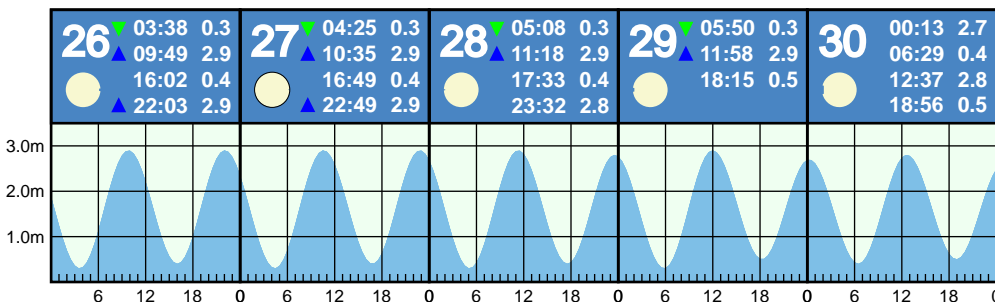 26 ▼ 03:38 0.3
▲ 09:49 2.9
16:02 0.4
▲ 22:03 2.9
27 ▼ 04:25 0.3
▲ 10:35 2.9
16:49 0.4
▲ 22:49 2.9
28 ▼ 05:08 0.3
▲ 11:18 2.9
17:33 0.4
23:32 2.8
29 ▼ 05:50 0.3
▲ 11:58 2.9
18:15 0.5
30 00:13 2.7
06:29 0.4
12:37 2.8
18:56 0.5
3.0m
2.0m
1.0m
6 12 18 0 6 12 18 0 6 12 18 0 6 12 18 0 6 12 18 0